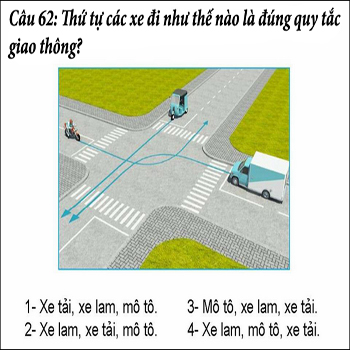 Câu 62: Thứ tự các xe đi như thế nào là đúng quy tắc
giao thông?
1- Xe tải, xe lam, mô tô.
3- Mô tô, xe lam, xe tải.
2- Xe lam, xe tải, mô tô.
4- Xe lam, mô tô, xe tải.